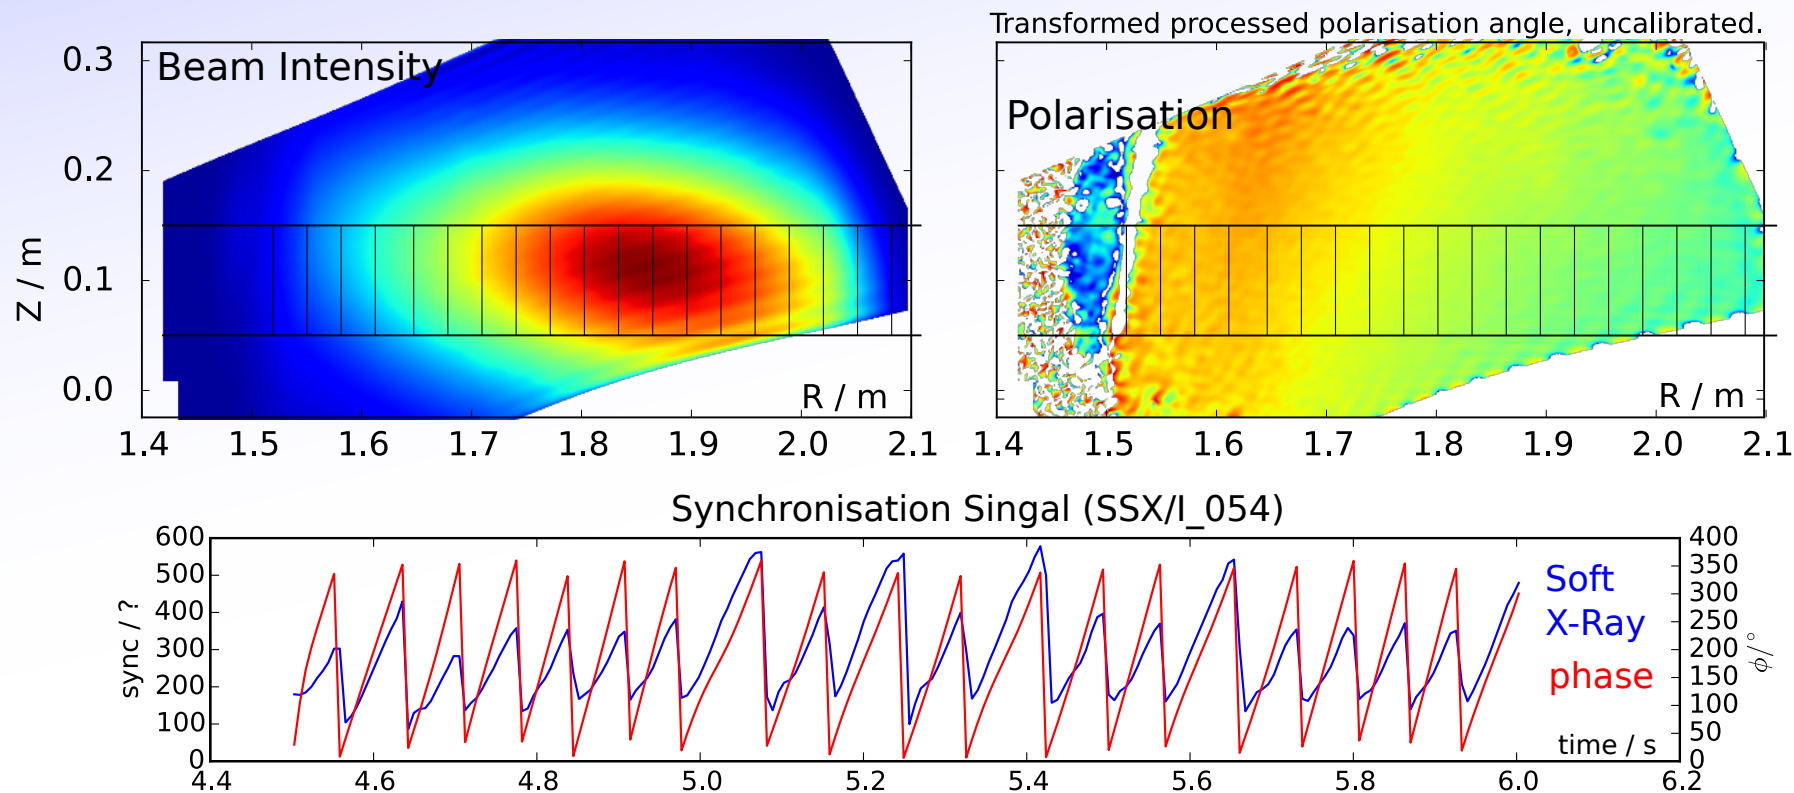 Transformed processed polarisation angle, uncalibrated.
Beam Intensity
Polarisation
Z / m
0.3
0.2
0.1
0.0
R / m
R / m
1.4 1.5 1.6 1.7 1.8 1.9 2.0 2.1
1.4 1.5 1.6 1.7 1.8 1.9 2.0 2.1
Synchronisation Singal (SSX/I_054)
sync / ?
600
500
400
300
200
100
0
400
350
300
250
200
150
100
50
0
ϕ/°
Soft
X-Ray
phase
time / s
4.4 4.6 4.8 5.0 5.2 5.4 5.6 5.8 6.0 6.2